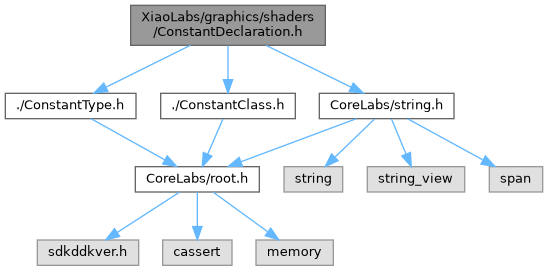 XiaoLabs/graphics/shaders
/ConstantDeclaration.h
./ConstantType.h
./ConstantClass.h
CoreLabs/string.h
CoreLabs/root.h
string
string_view
span
sdkddkver.h
cassert
memory